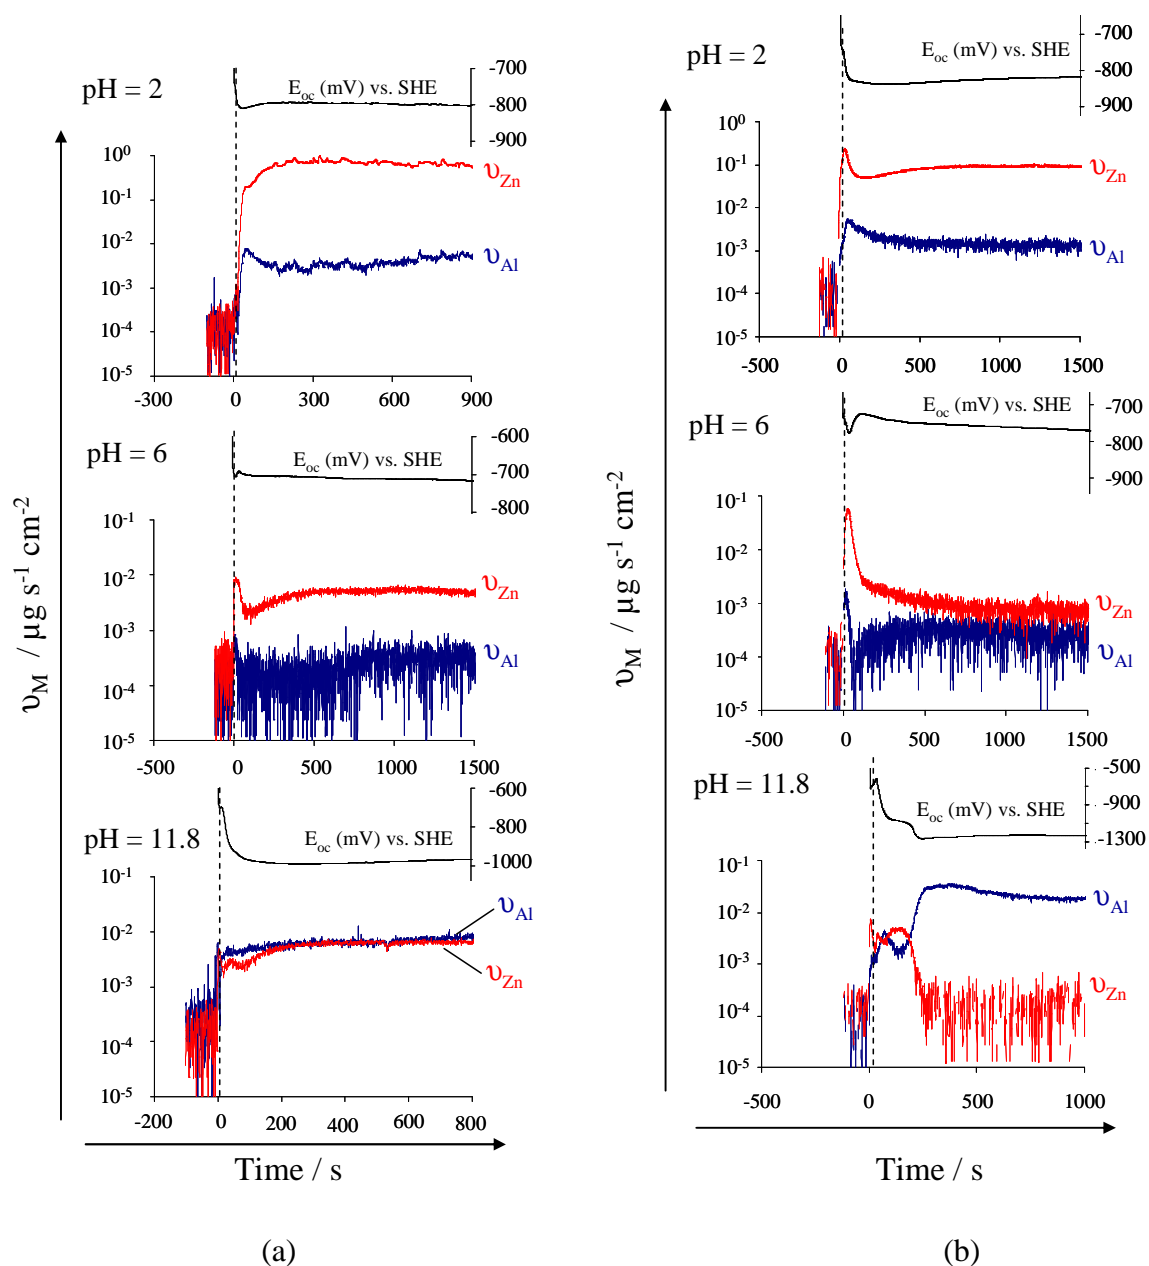 pH = 2
E_oc (mV) vs. SHE
-700
-800
-900
10^0
10^-1
10^-2
10^-3
10^-4
10^-5
υ_Zn
υ_Al
-300 0 300 600 900
pH = 6
E_oc (mV) vs. SHE
-600
-700
-800
10^-1
10^-2
10^-3
10^-4
10^-5
υ_Zn
υ_Al
-500 0 500 1000 1500
pH = 11.8
E_oc (mV) vs. SHE
-600
-800
-1000
10^-1
10^-2
10^-3
10^-4
10^-5
υ_Al
υ_Zn
-200 0 200 400 600 800
υ_M / μg s^-1 cm^-2
Time / s
(a)
pH = 2
E_oc (mV) vs. SHE
-700
-800
-900
10^0
10^-1
10^-2
10^-3
10^-4
10^-5
υ_Zn
υ_Al
-500 0 500 1000 1500
pH = 6
E_oc (mV) vs. SHE
-700
-800
-900
10^-1
10^-2
10^-3
10^-4
10^-5
υ_Zn
υ_Al
-500 0 500 1000 1500
pH = 11.8
E_oc (mV) vs. SHE
-500
-900
-1300
10^-1
10^-2
10^-3
10^-4
10^-5
υ_Al
υ_Zn
-500 0 500 1000
υ_M / μg s^-1 cm^-2
Time / s
(b)